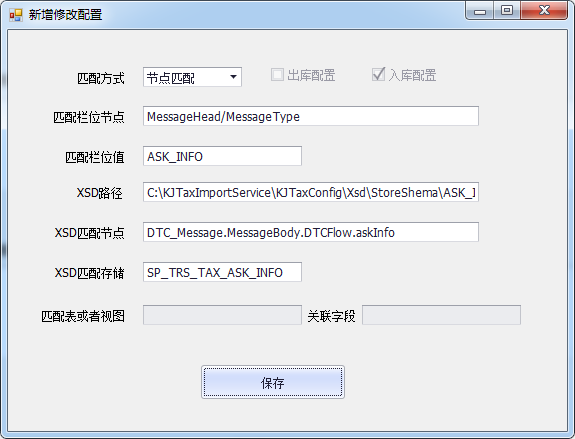 新增修改配置
匹配方式 节点匹配 出库配置 入库配置
匹配栏位节点 MessageHead/MessageType
匹配栏位值 ASK_INFO
XSD路径 C:\KJTaxImportService\KJTaxConfig\Xsd\StoreShema\ASK_I
XSD匹配节点 DTC_Message.MessageBody.DTCFlow.askInfo
XSD匹配存储 SP_TRS_TAX_ASK_INFO
匹配表或者视图 关联字段
保存